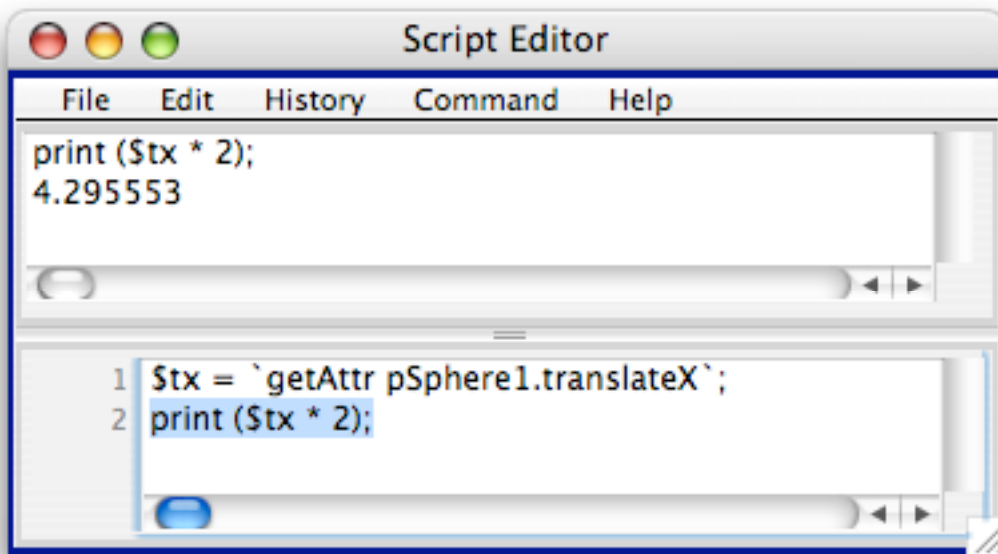 Script Editor
File Edit History Command Help
print ($tx * 2);
4.295553
1 $tx = `getAttr pSphere1.translateX`;
2 print ($tx * 2);